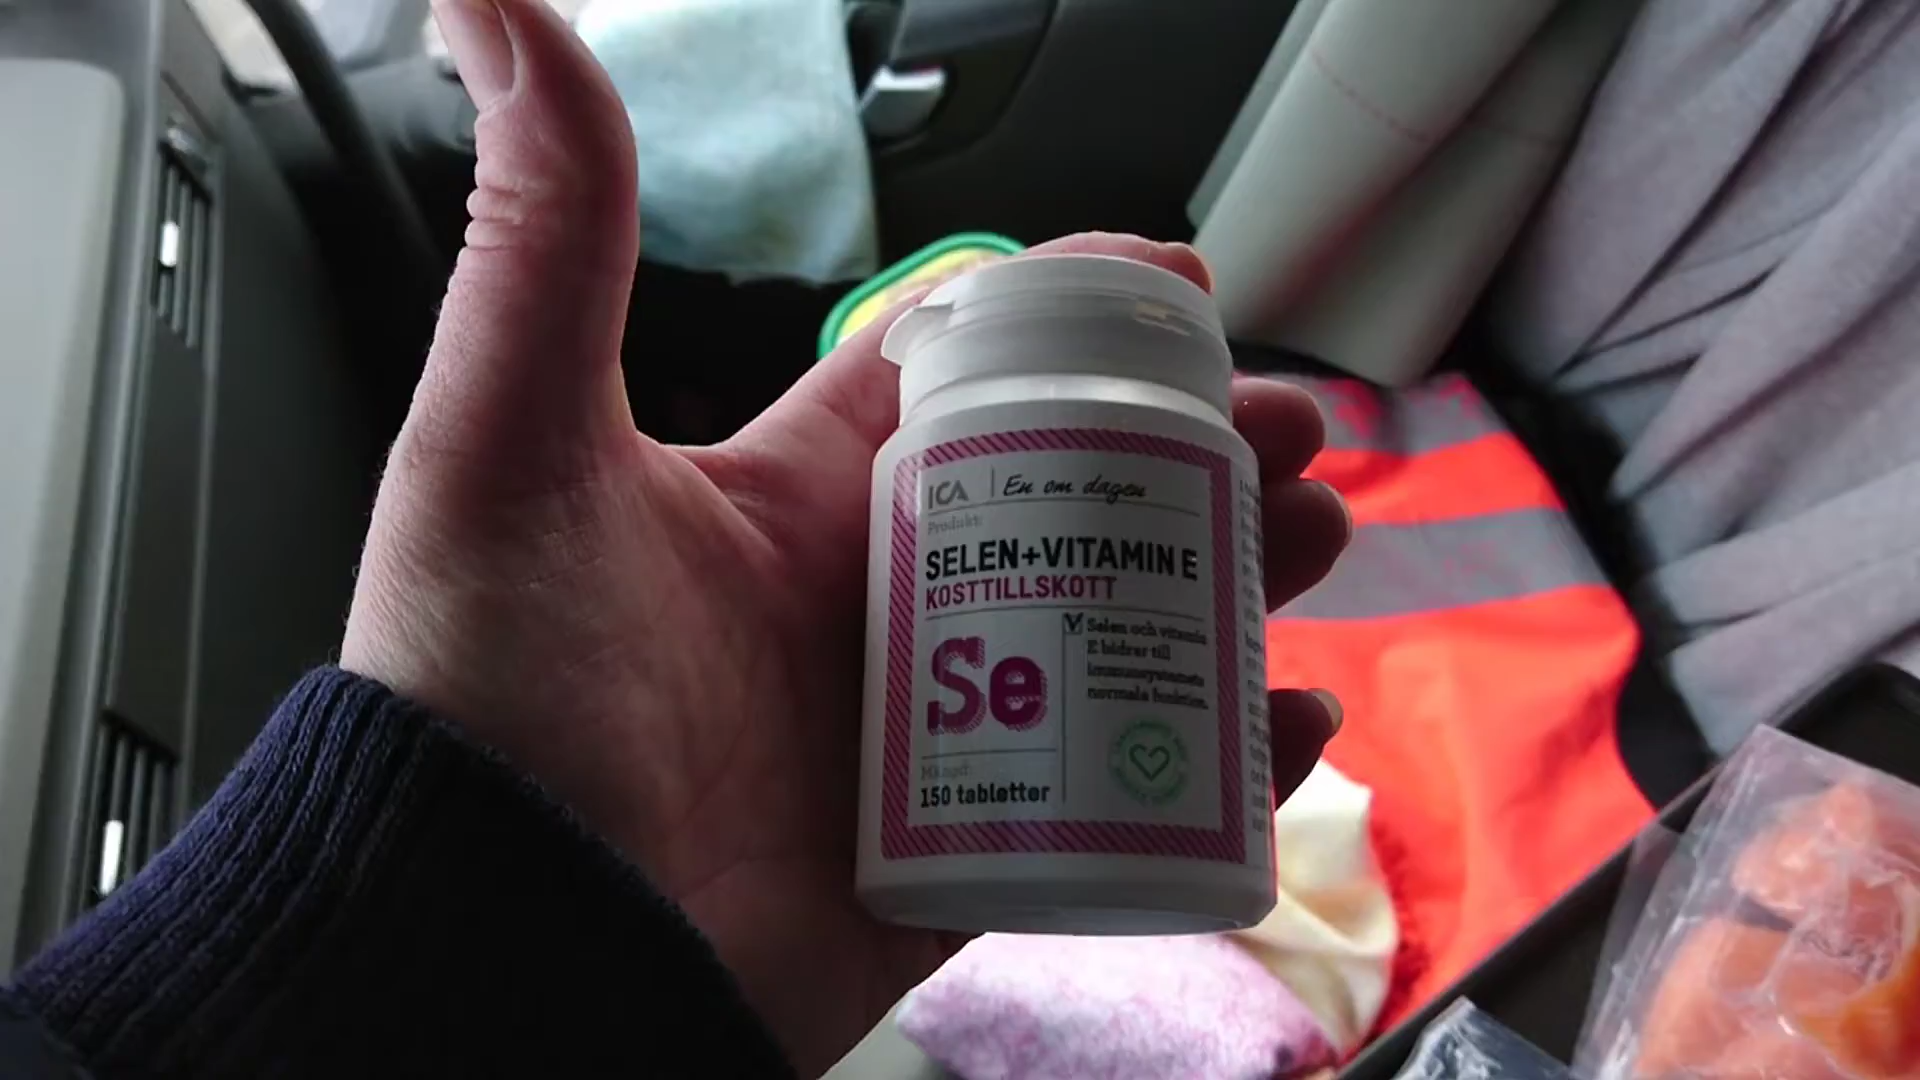 ICA | En om dagen
Produkt:
SELEN+VITAMIN E
KOSTTILLSKOTT
Selen och vitamin
E bidrar till
immunsystemets
normala funktion.
Se
Mängd:
150 tabletter